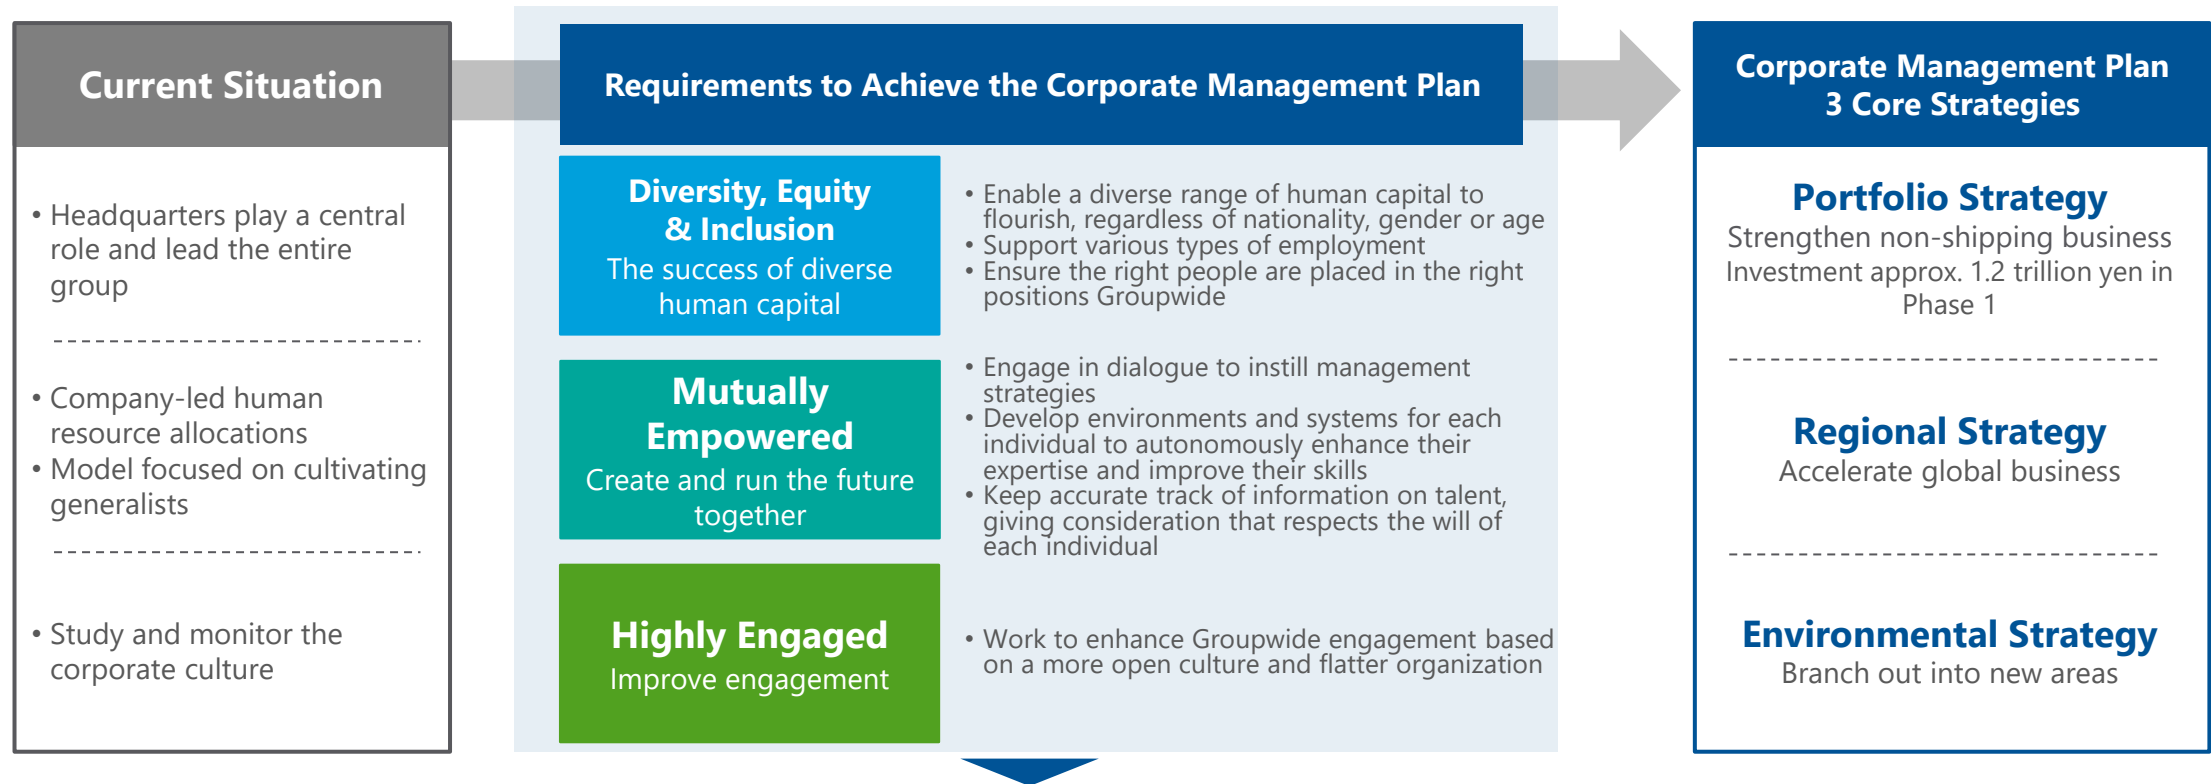 Current Situation
• Headquarters play a central
role and lead the entire
group
• Company-led human
resource allocations
• Model focused on cultivating
generalists
• Study and monitor the
corporate culture
Requirements to Achieve the Corporate Management Plan
Diversity, Equity
& Inclusion
The success of diverse
human capital
• Enable a diverse range of human capital to
flourish, regardless of nationality, gender or age
• Support various types of employment
• Ensure the right people are placed in the right
positions Groupwide
Mutually
Empowered
Create and run the future
together
• Engage in dialogue to instill management
strategies
• Develop environments and systems for each
individual to autonomously enhance their
expertise and improve their skills
• Keep accurate track of information on talent,
giving consideration that respects the will of
each individual
Highly Engaged
Improve engagement
• Work to enhance Groupwide engagement based
on a more open culture and flatter organization
Corporate Management Plan
3 Core Strategies
Portfolio Strategy
Strengthen non-shipping business
Investment approx. 1.2 trillion yen in
Phase 1
Regional Strategy
Accelerate global business
Environmental Strategy
Branch out into new areas